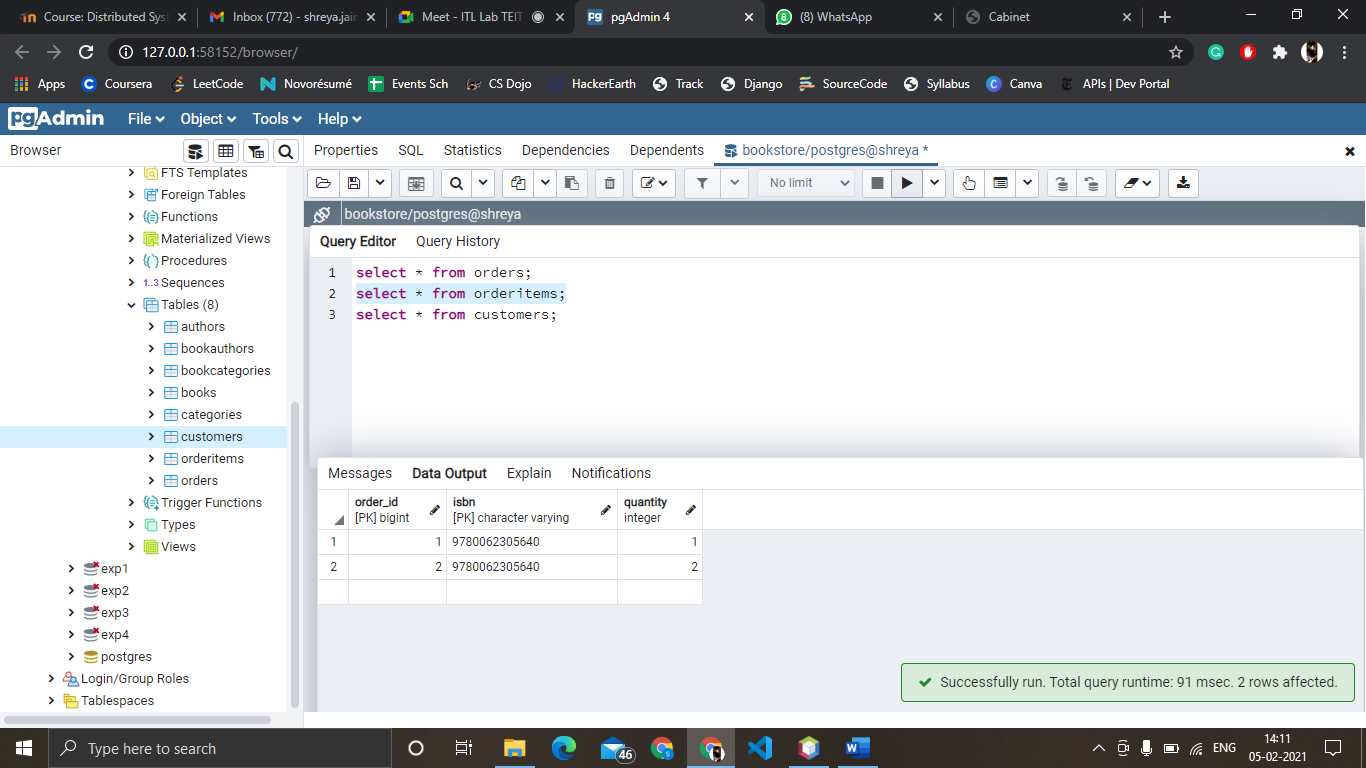 Course: Distributed Syst
Inbox (772) - shreya.jain
Meet - ITL Lab TEIT
pgAdmin 4
(8) WhatsApp
Cabinet
127.0.0.1:58152/browser/
Apps Coursera LeetCode Novorésumé Events Sch CS Dojo HackerEarth Track Django SourceCode Syllabus Canva APIs | Dev Portal
pgAdmin File Object Tools Help
Browser
Properties SQL Statistics Dependencies Dependents bookstore/postgres@shreya *
FTS Templates
Foreign Tables
Functions
Materialized Views
Procedures
1..3 Sequences
Tables (8)
authors
bookauthors
bookcategories
books
categories
customers
orderitems
orders
Trigger Functions
Types
Views
exp1
exp2
exp3
exp4
postgres
Login/Group Roles
Tablespaces
No limit
bookstore/postgres@shreya
Query Editor Query History
1 select * from orders;
2 select * from orderitems;
3 select * from customers;
Messages Data Output Explain Notifications
order_id isbn quantity
[PK] bigint [PK] character varying integer
1 1 9780062305640 1
2 2 9780062305640 2
Successfully run. Total query runtime: 91 msec. 2 rows affected.
Type here to search
46
ENG
14:11
05-02-2021